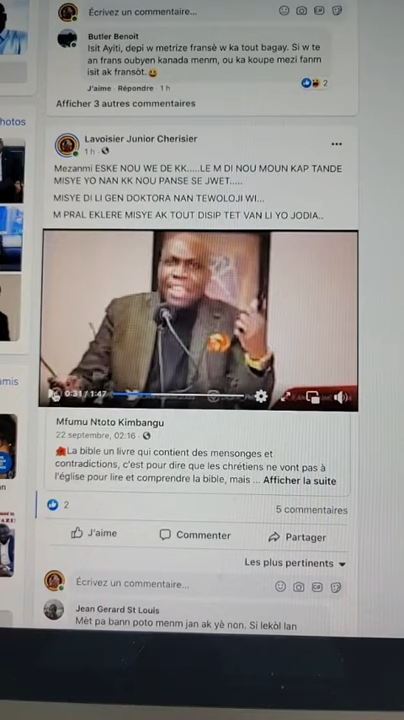 Écrivez un commentaire...
Butler Benoit
Isit Ayiti, depi w metrize fransè w ka tout bagay. Si w te
an frans oubyen kanada menm, ou ka koupe mezi fanm
isit ak fransòt.
J'aime · Répondre · 1 h
2
Afficher 3 autres commentaires
hotos
Lavoisier Junior Cherisier
1 h
Mezanmi ESKE NOU WE DE KK.....LE M DI NOU MOUN KAP TANDE
MISYE YO NAN KK NOU PANSE SE JWET.....
MISYE DI LI GEN DOKTORA NAN TEWOLOJI WI...
M PRAL EKLERE MISYE AK TOUT DISIP TET VAN LI YO JODIA..
0:31 / 1:47
Mfumu Ntoto Kimbangu
22 septembre, 02:16
La bible un livre qui contient des mensonges et
contradictions, c'est pour dire que les chrétiens ne vont pas à
l'église pour lire et comprendre la bible, mais ... Afficher la suite
2
5 commentaires
J'aime
Commenter
Partager
Les plus pertinents
Écrivez un commentaire...
Jean Gerard St Louis
Mèt pa bann poto menm jan ak yè non. Si lekòl lan